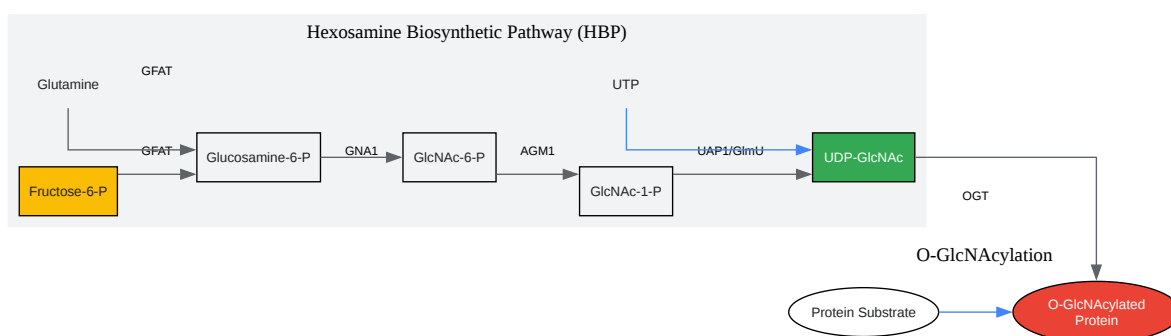 Hexosamine Biosynthetic Pathway (HBP)
GFAT
Glutamine
UTP
GFAT
Glucosamine-6-P
GNA1
GlcNAc-6-P
AGM1
UAP1/GlmU
UDP-GlcNAc
Fructose-6-P
GlcNAc-1-P
OGT
O-GlcNAcylation
Protein Substrate
O-GlcNAcylated
Protein